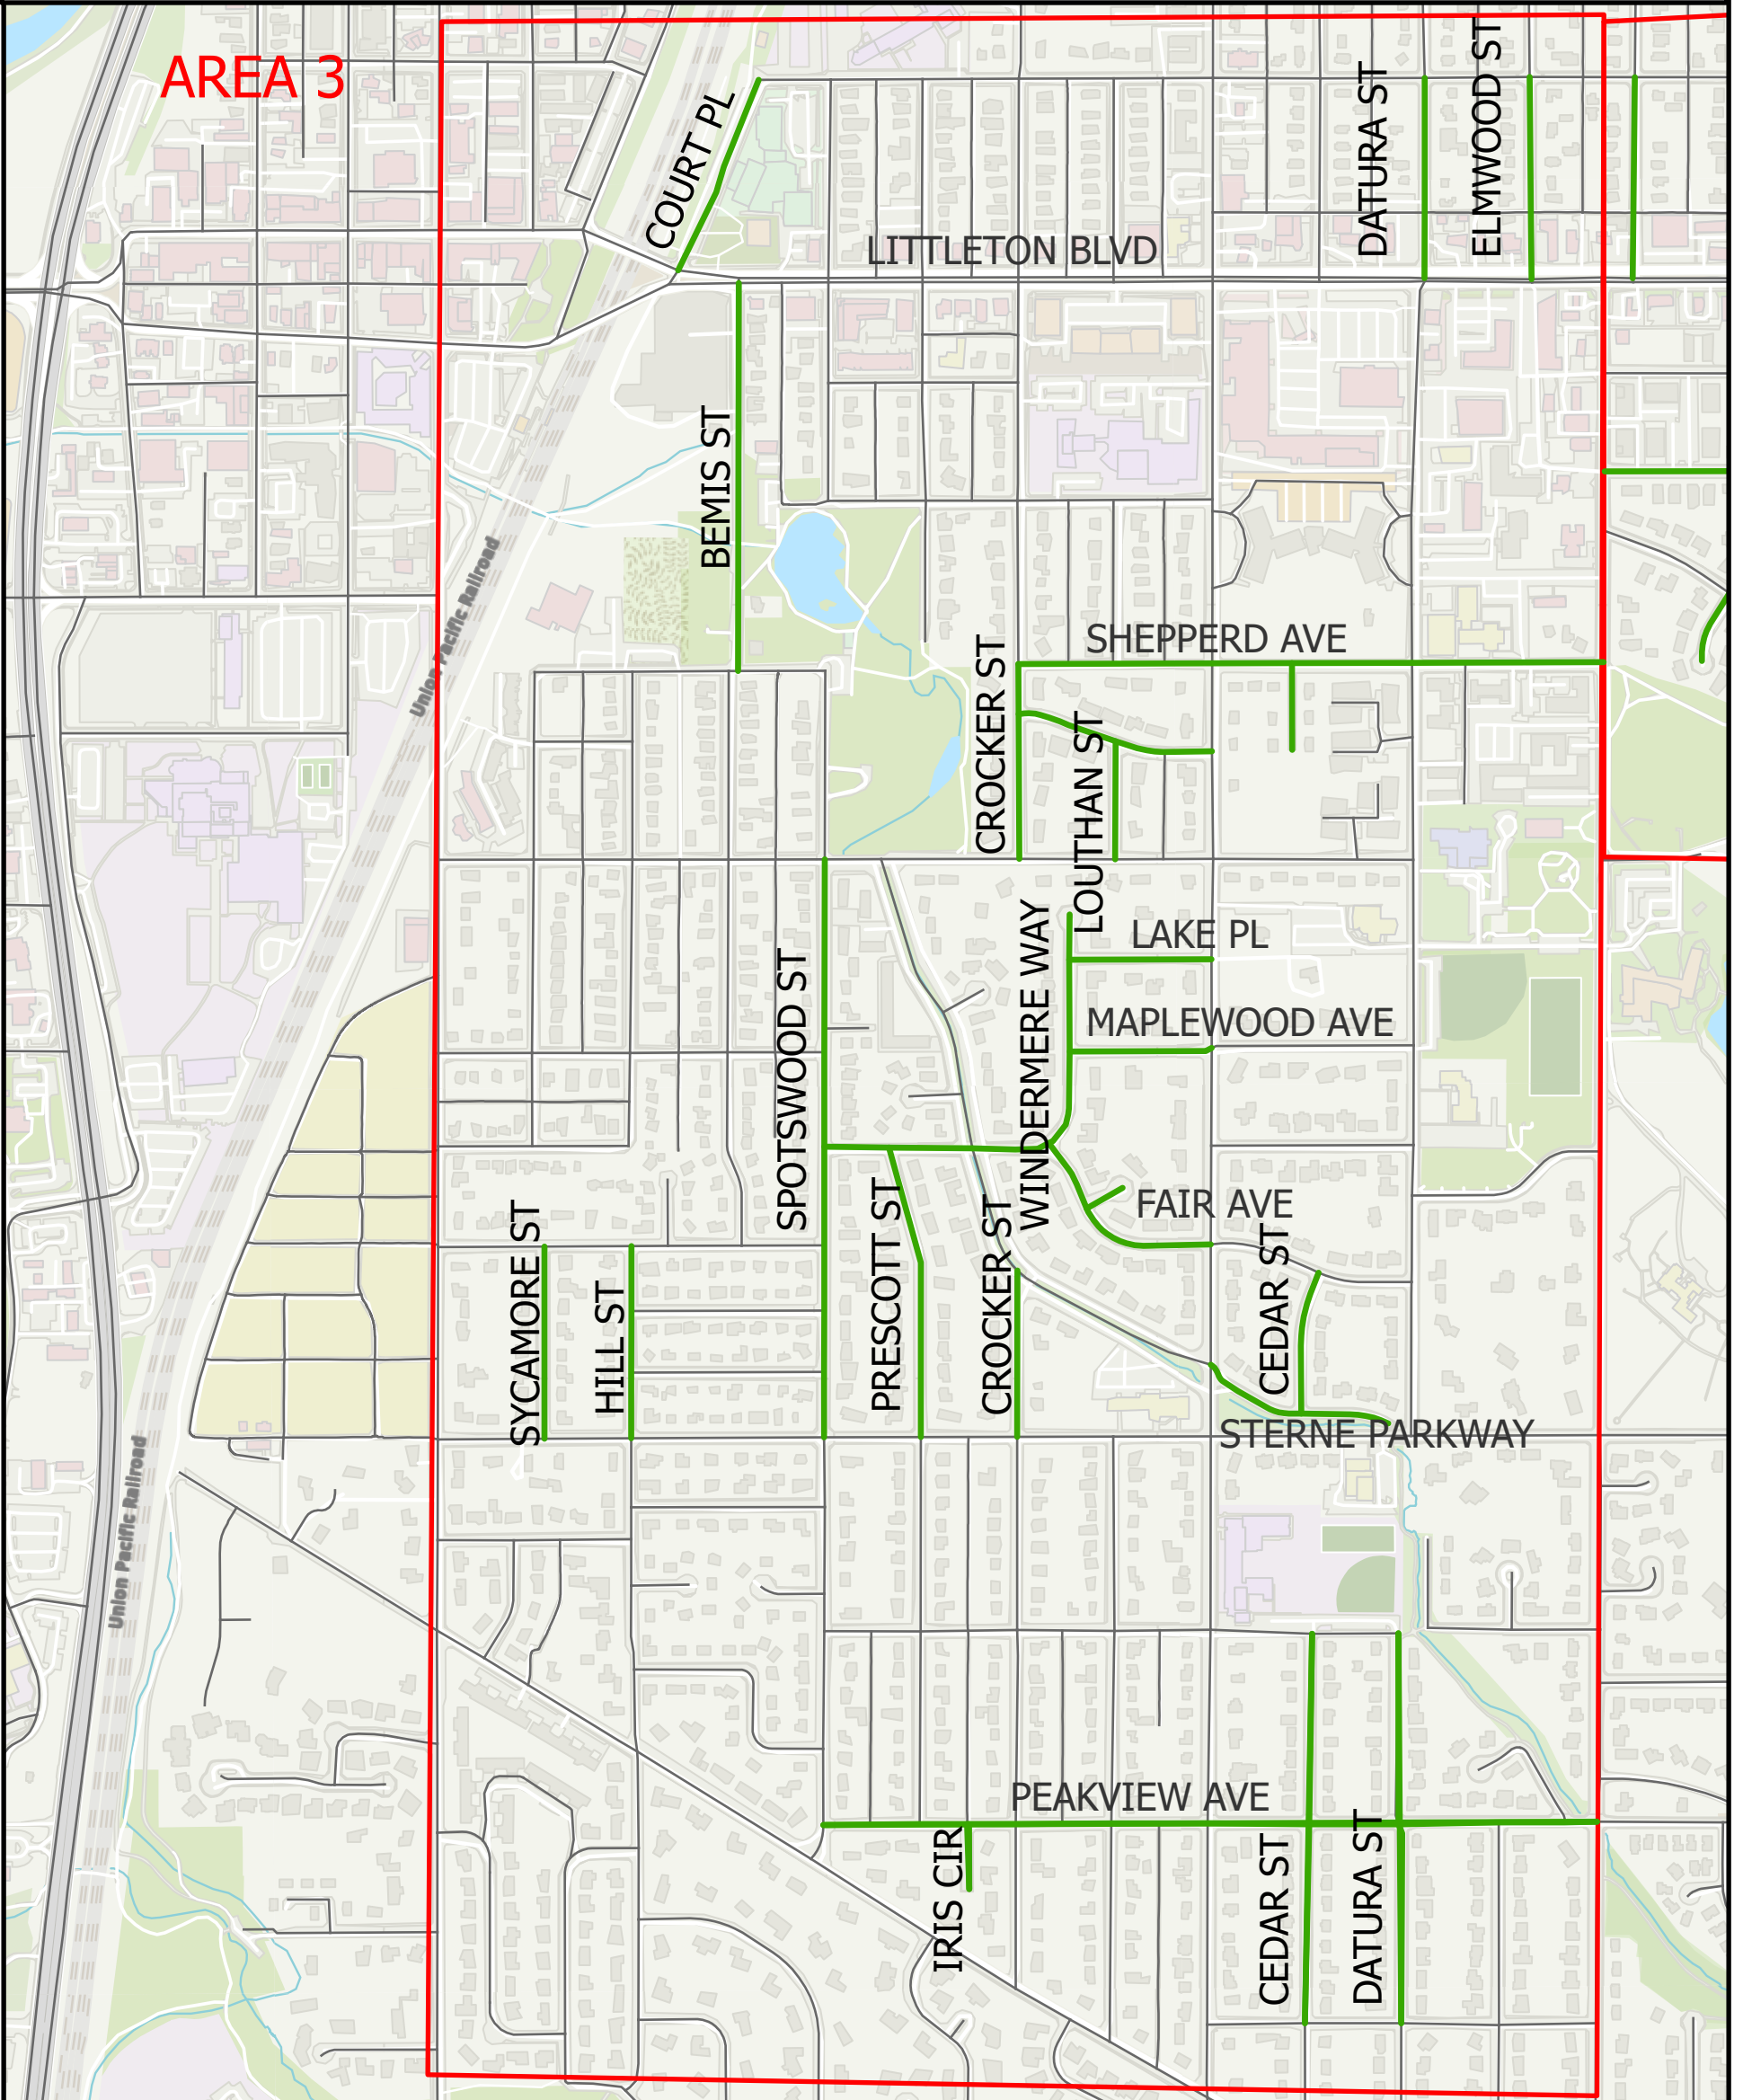 AREA 3
COURT PL
DATURA ST
ELMWOOD ST
LITTLETON BLVD
BEMIS ST
Union Pacific Railroad
SHEPPERD AVE
CROCKER ST
LOUTHAN ST
LAKE PL
WINDERMERE WAY
MAPLEWOOD AVE
SPOTSWOOD ST
FAIR AVE
SYCAMORE ST
HILL ST
PRESCOTT ST
CROCKER ST
CEDAR ST
STERNE PARKWAY
Union Pacific Railroad
PEAKVIEW AVE
IRIS CIR
CEDAR ST
DATURA ST